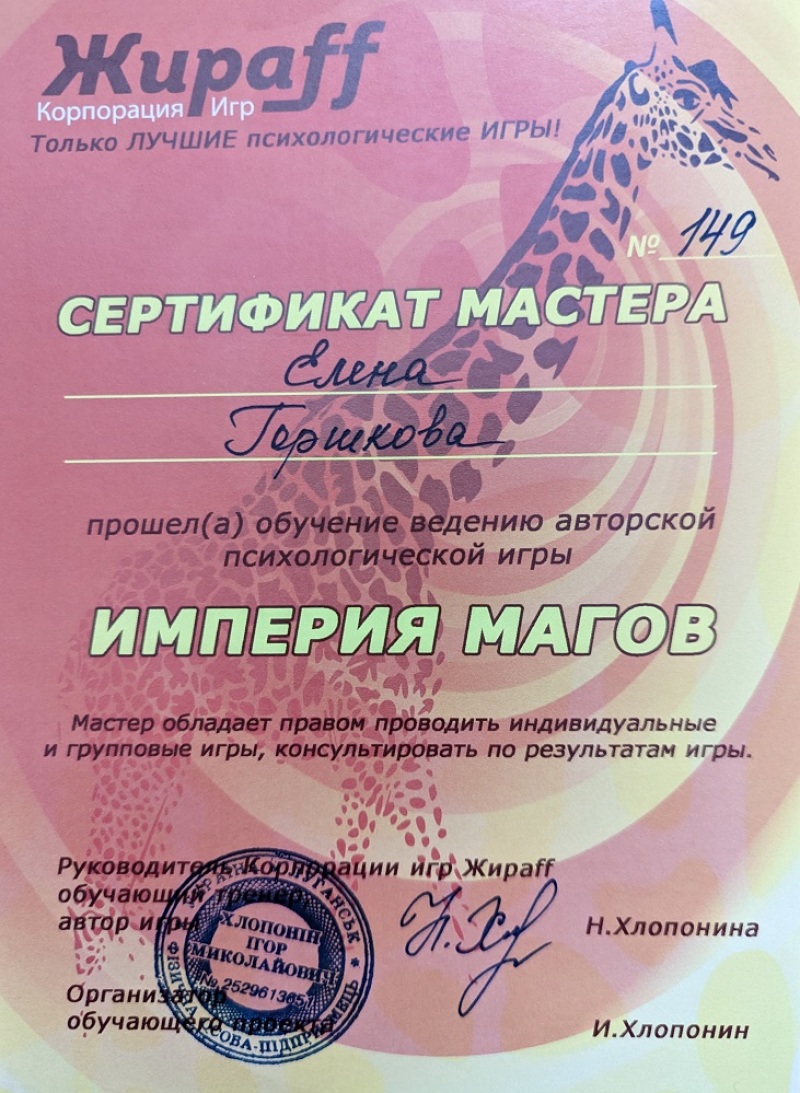 Жираff
Корпорация Игр
Только ЛУЧШИЕ психологические ИГРЫ!
№ 149
СЕРТИФИКАТ МАСТЕРА
Елена
Горшкова
прошел(а) обучение ведению авторской
психологической игры
ИМПЕРИЯ МАГОВ
Мастер обладает правом проводить индивидуальные
и групповые игры, консультировать по результатам игры.
Руководитель Корпорации игр Жираff
обучающий тренер
автор игры
Н.Хлопонина
Организатор
обучающего проекта
И.Хлопонин
ХЛОПОНІН
ІГОР
МИКОЛАЙОВИЧ